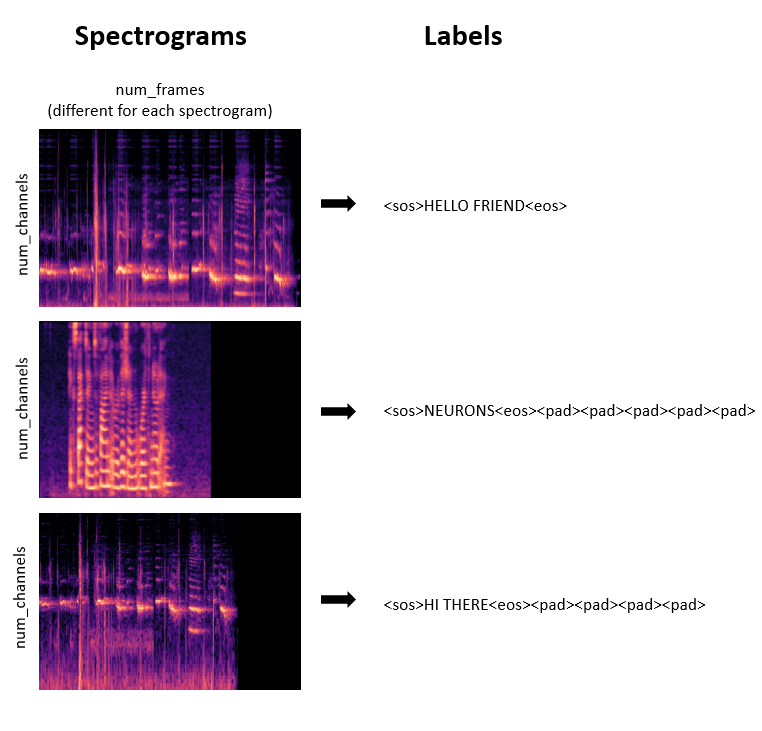 Spectrograms
Labels
num_frames
(different for each spectrogram)
num_channels
<sos>HELLO FRIEND<eos>
num_channels
<sos>NEURONS<eos><pad><pad><pad><pad><pad>
num_channels
<sos>HI THERE<eos><pad><pad><pad><pad>